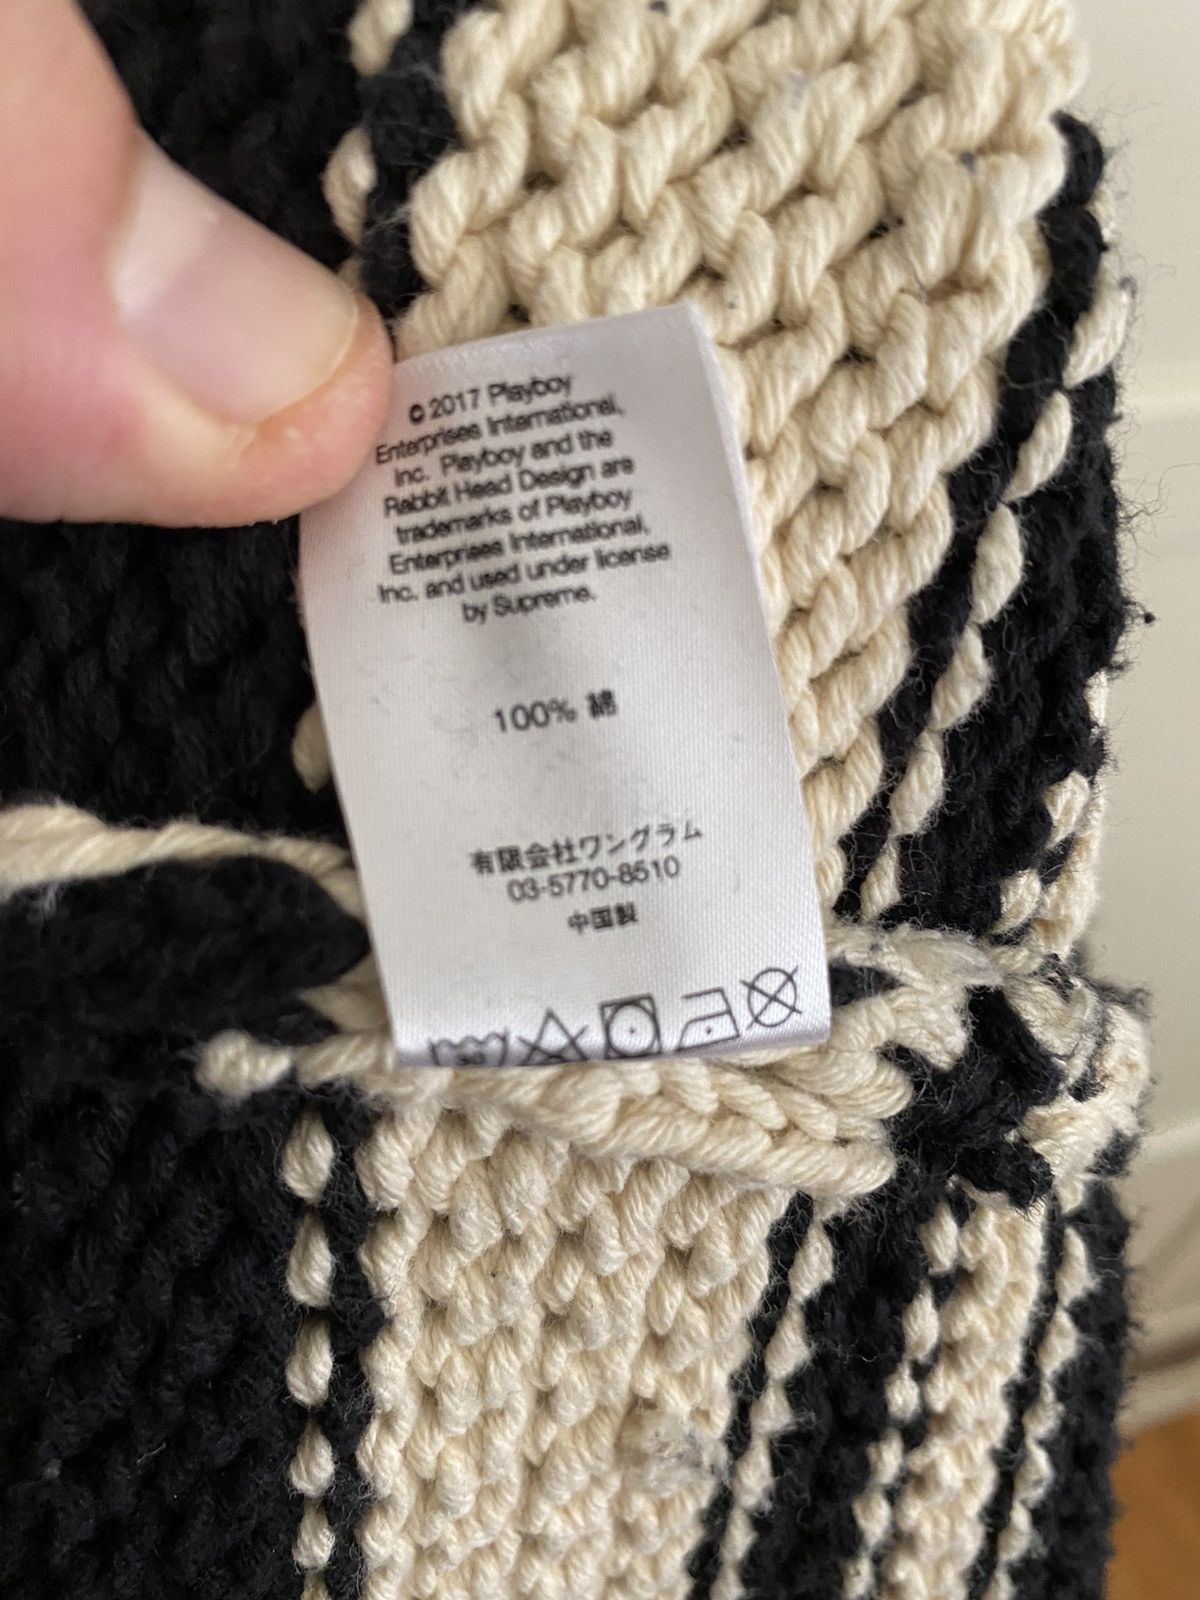 © 2017 Playboy
Enterprises International,
Inc. Playboy and the
Rabbit Head Design are
trademarks of Playboy
Enterprises International,
Inc. and used under license
by Supreme.
100% 綿
有限会社ワングラム
03-5770-8510
中国製